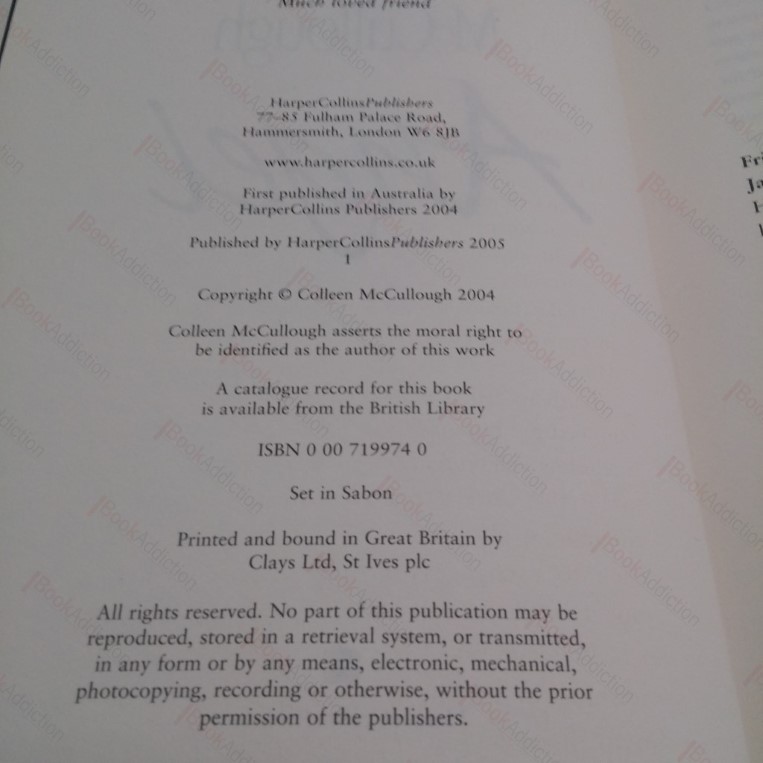 Much loved friend
HarperCollinsPublishers
77–85 Fulham Palace Road,
Hammersmith, London W6 8JB
www.harpercollins.co.uk
First published in Australia by
HarperCollins Publishers 2004
Published by HarperCollinsPublishers 2005
1
Copyright © Colleen McCullough 2004
Colleen McCullough asserts the moral right to
be identified as the author of this work
A catalogue record for this book
is available from the British Library
ISBN 0 00 719974 0
Set in Sabon
Printed and bound in Great Britain by
Clays Ltd, St Ives plc
All rights reserved. No part of this publication may be
reproduced, stored in a retrieval system, or transmitted,
in any form or by any means, electronic, mechanical,
photocopying, recording or otherwise, without the prior
permission of the publishers.